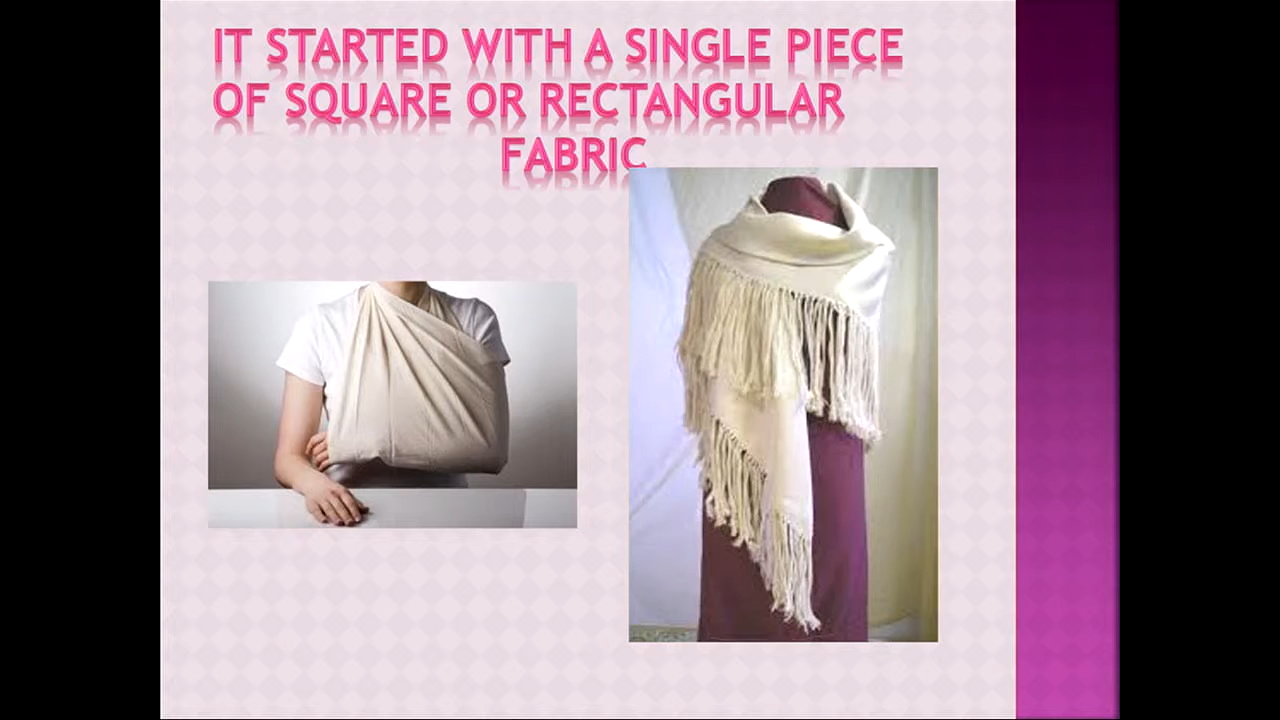 IT STARTED WITH A SINGLE PIECE
OF SQUARE OR RECTANGULAR
FABRIC